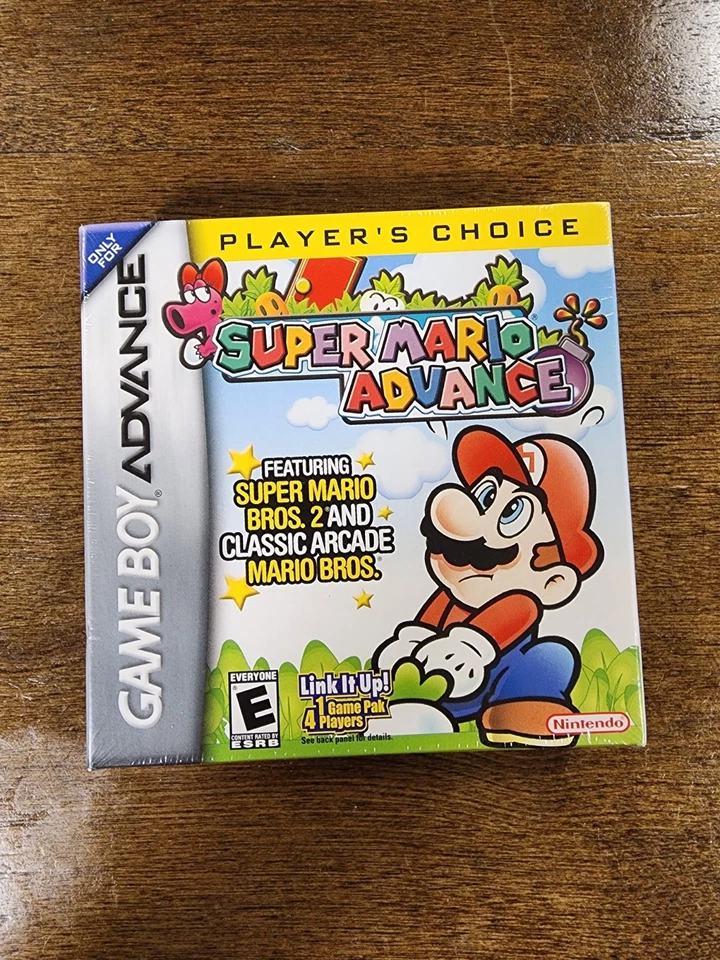 ONLY
FOR
PLAYER'S CHOICE
GAME BOY ADVANCE
SUPER MARIO®
ADVANCE
FEATURING
SUPER MARIO
BROS. 2® AND
CLASSIC ARCADE
MARIO BROS.®
EVERYONE
E
CONTENT RATED BY
ESRB
Link It Up!
1 Game Pak
4 Players
See back panel for details.
Nintendo®